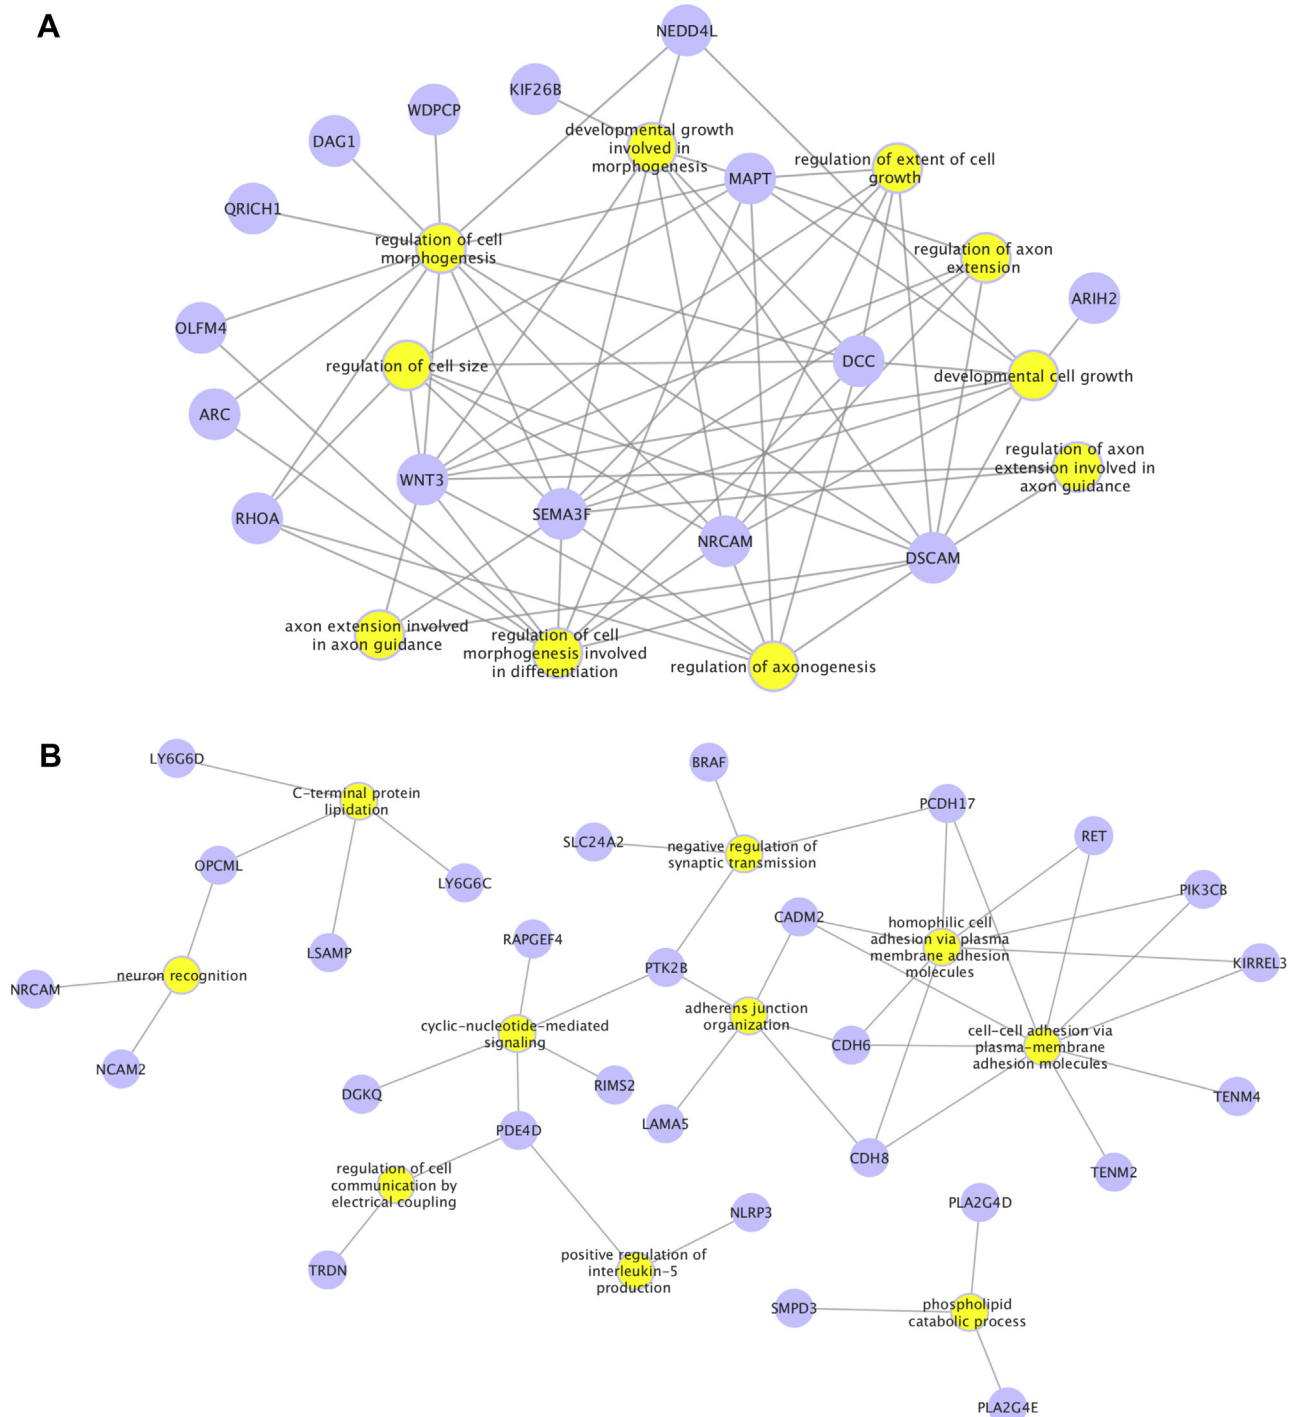 A
NEDD4L
KIF26B
WDPCP
DAG1
developmental growth
involved in
morphogenesis
regulation of extent of cell
growth
MAPT
QRICH1
regulation of cell
morphogenesis
regulation of axon
extension
ARIH2
OLFM4
regulation of cell size
DCC
developmental cell growth
ARC
regulation of axon
extension involved in
axon guidance
WNT3
SEMA3F
RHOA
NRCAM
DSCAM
axon extension involved
in axon guidance
regulation of cell
morphogenesis involved
in differentiation
regulation of axonogenesis
B
LY6G6D
BRAF
C-terminal protein
lipidation
PCDH17
RET
SLC24A2
negative regulation of
synaptic transmission
OPCML
LY6G6C
PIK3CB
CADM2
homophilic cell
adhesion via plasma
membrane adhesion
molecules
RAPGEF4
LSAMP
KIRREL3
PTK2B
neuron recognition
NRCAM
adherens junction
organization
cyclic-nucleotide-mediated
signaling
CDH6
cell-cell adhesion via
plasma-membrane
adhesion molecules
NCAM2
DGKQ
RIMS2
TENM4
LAMA5
PDE4D
CDH8
TENM2
regulation of cell
communication by
electrical coupling
PLA2G4D
NLRP3
TRDN
positive regulation of
interleukin-5
production
SMPD3
phospholipid
catabolic process
PLA2G4E